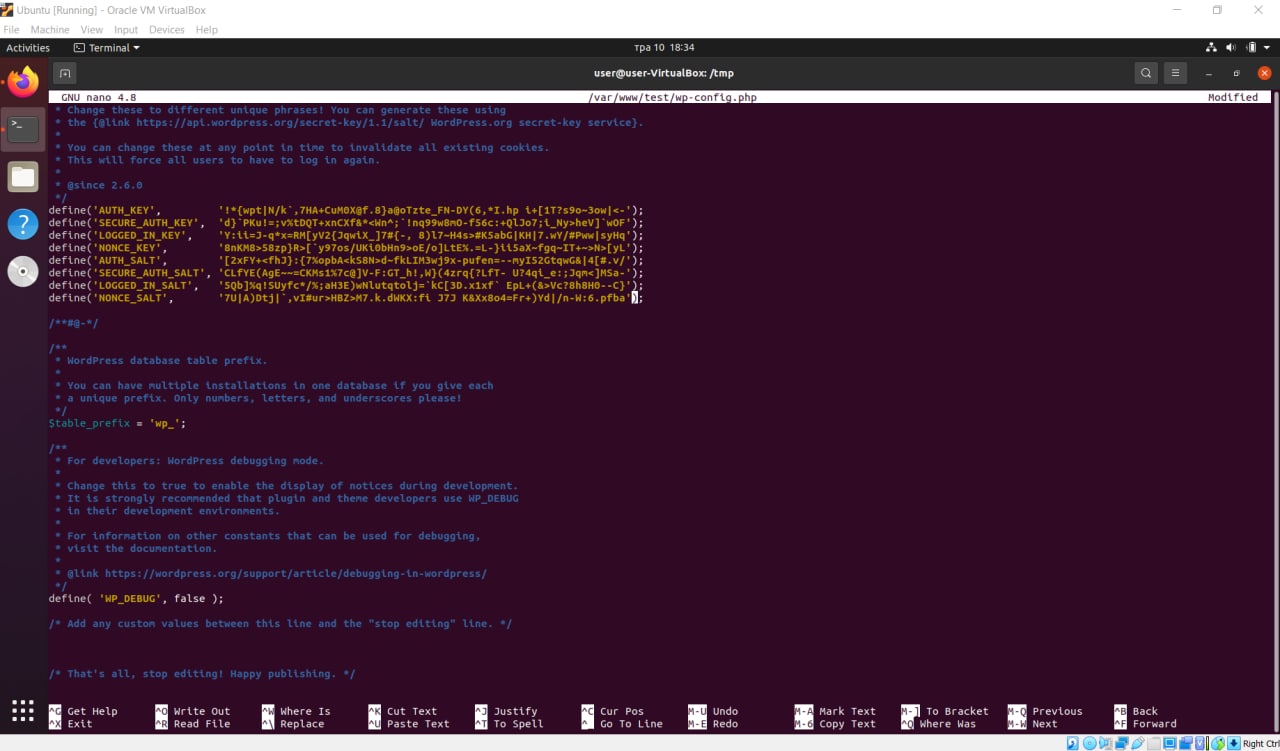 Ubuntu [Running] - Oracle VM VirtualBox
File Machine View Input Devices Help
Activities Terminal тра 10 18:34
user@user-VirtualBox: /tmp
GNU nano 4.8 /var/www/test/wp-config.php Modified
* Change these to different unique phrases! You can generate these using
* the {@link https://api.wordpress.org/secret-key/1.1/salt/ WordPress.org secret-key service}.
*
* You can change these at any point in time to invalidate all existing cookies.
* This will force all users to have to log in again.
*
* @since 2.6.0
*/
define('AUTH_KEY', '!*{wpt|N/k`,7HA+CuM0X@f.8}a@oTzte_FN-DY(6,*I.hp i+[1T?s9o~3ow|<-');
define('SECURE_AUTH_KEY', 'd}`PKu!=;v%tDQT+xnCXf&*<Wn^;`!nq99w8mO-f56c:+QlJo7;i_Ny>heV]`wOF');
define('LOGGED_IN_KEY', 'Y:ii=J-q*x=RM[yV2{JqwiX_]7#{-, 8)l7~H4s>#K5abG|KH|7.wY/#Pww|syHq');
define('NONCE_KEY', '8nKM8>58zp}R>[`y97os/UKi0bHn9>oE/o]LtE%.=L-}ii5aX~fgq~IT+~>N>[yL');
define('AUTH_SALT', '[2xFY+<fhJ}:{7%opbA<kS8N>d~fkLIM3wj9x-pufen=--myI52GtqwG&|4[#.v/');
define('SECURE_AUTH_SALT', 'CLfYE(AgE~~=CKMs1%7c@]V-F:GT_h!,W}(4zrq{?LfT- U?4qi_e:;Jqm<]MSa-');
define('LOGGED_IN_SALT', '5Qb]%q!SUyfc*/%;aH3E)wNlutqtolj=`kC[3D.x1xf` EpL+(&>Vc?8h8H0--C}');
define('NONCE_SALT', '7U|A)Dtj|`,vI#ur>HBZ>M7.k.dWKX:fi J7J K&Xx8o4=Fr+)Yd|/n-W:6.pfba');
/**#@-*/
/**
* WordPress database table prefix.
*
* You can have multiple installations in one database if you give each
* a unique prefix. Only numbers, letters, and underscores please!
*/
$table_prefix = 'wp_';
/**
* For developers: WordPress debugging mode.
*
* Change this to true to enable the display of notices during development.
* It is strongly recommended that plugin and theme developers use WP_DEBUG
* in their development environments.
*
* For information on other constants that can be used for debugging,
* visit the documentation.
*
* @link https://wordpress.org/support/article/debugging-in-wordpress/
*/
define( 'WP_DEBUG', false );
/* Add any custom values between this line and the "stop editing" line. */
/* That's all, stop editing! Happy publishing. */
^G Get Help ^O Write Out ^W Where Is ^K Cut Text ^J Justify ^C Cur Pos M-U Undo M-A Mark Text M-] To Bracket M-Q Previous ^B Back
^X Exit ^R Read File ^\ Replace ^U Paste Text ^T To Spell ^_ Go To Line M-E Redo M-6 Copy Text ^Q Where Was M-W Next ^F Forward
Right Ctrl